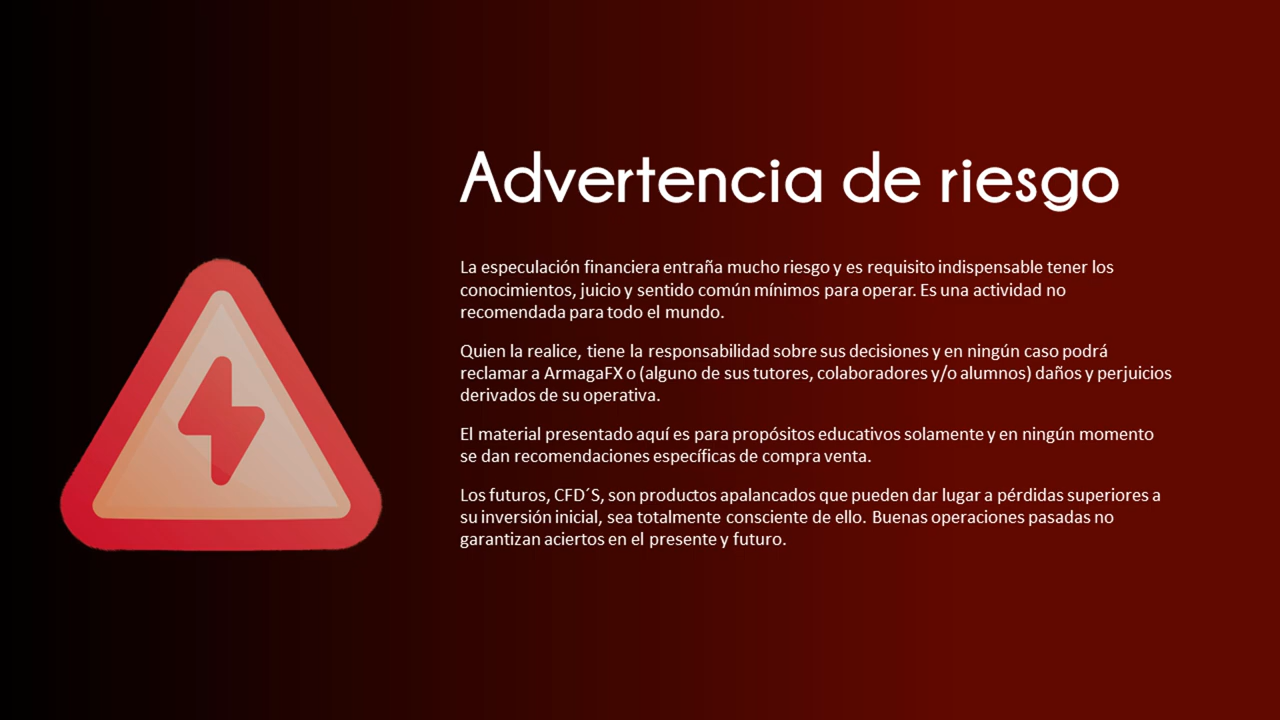 Advertencia de riesgo
La especulación financiera entraña mucho riesgo y es requisito indispensable tener los
conocimientos, juicio y sentido común mínimos para operar. Es una actividad no
recomendada para todo el mundo.
Quien la realice, tiene la responsabilidad sobre sus decisiones y en ningún caso podrá
reclamar a ArmagaFX o (alguno de sus tutores, colaboradores y/o alumnos) daños y perjuicios
derivados de su operativa.
El material presentado aquí es para propósitos educativos solamente y en ningún momento
se dan recomendaciones específicas de compra venta.
Los futuros, CFD´S, son productos apalancados que pueden dar lugar a pérdidas superiores a
su inversión inicial, sea totalmente consciente de ello. Buenas operaciones pasadas no
garantizan aciertos en el presente y futuro.